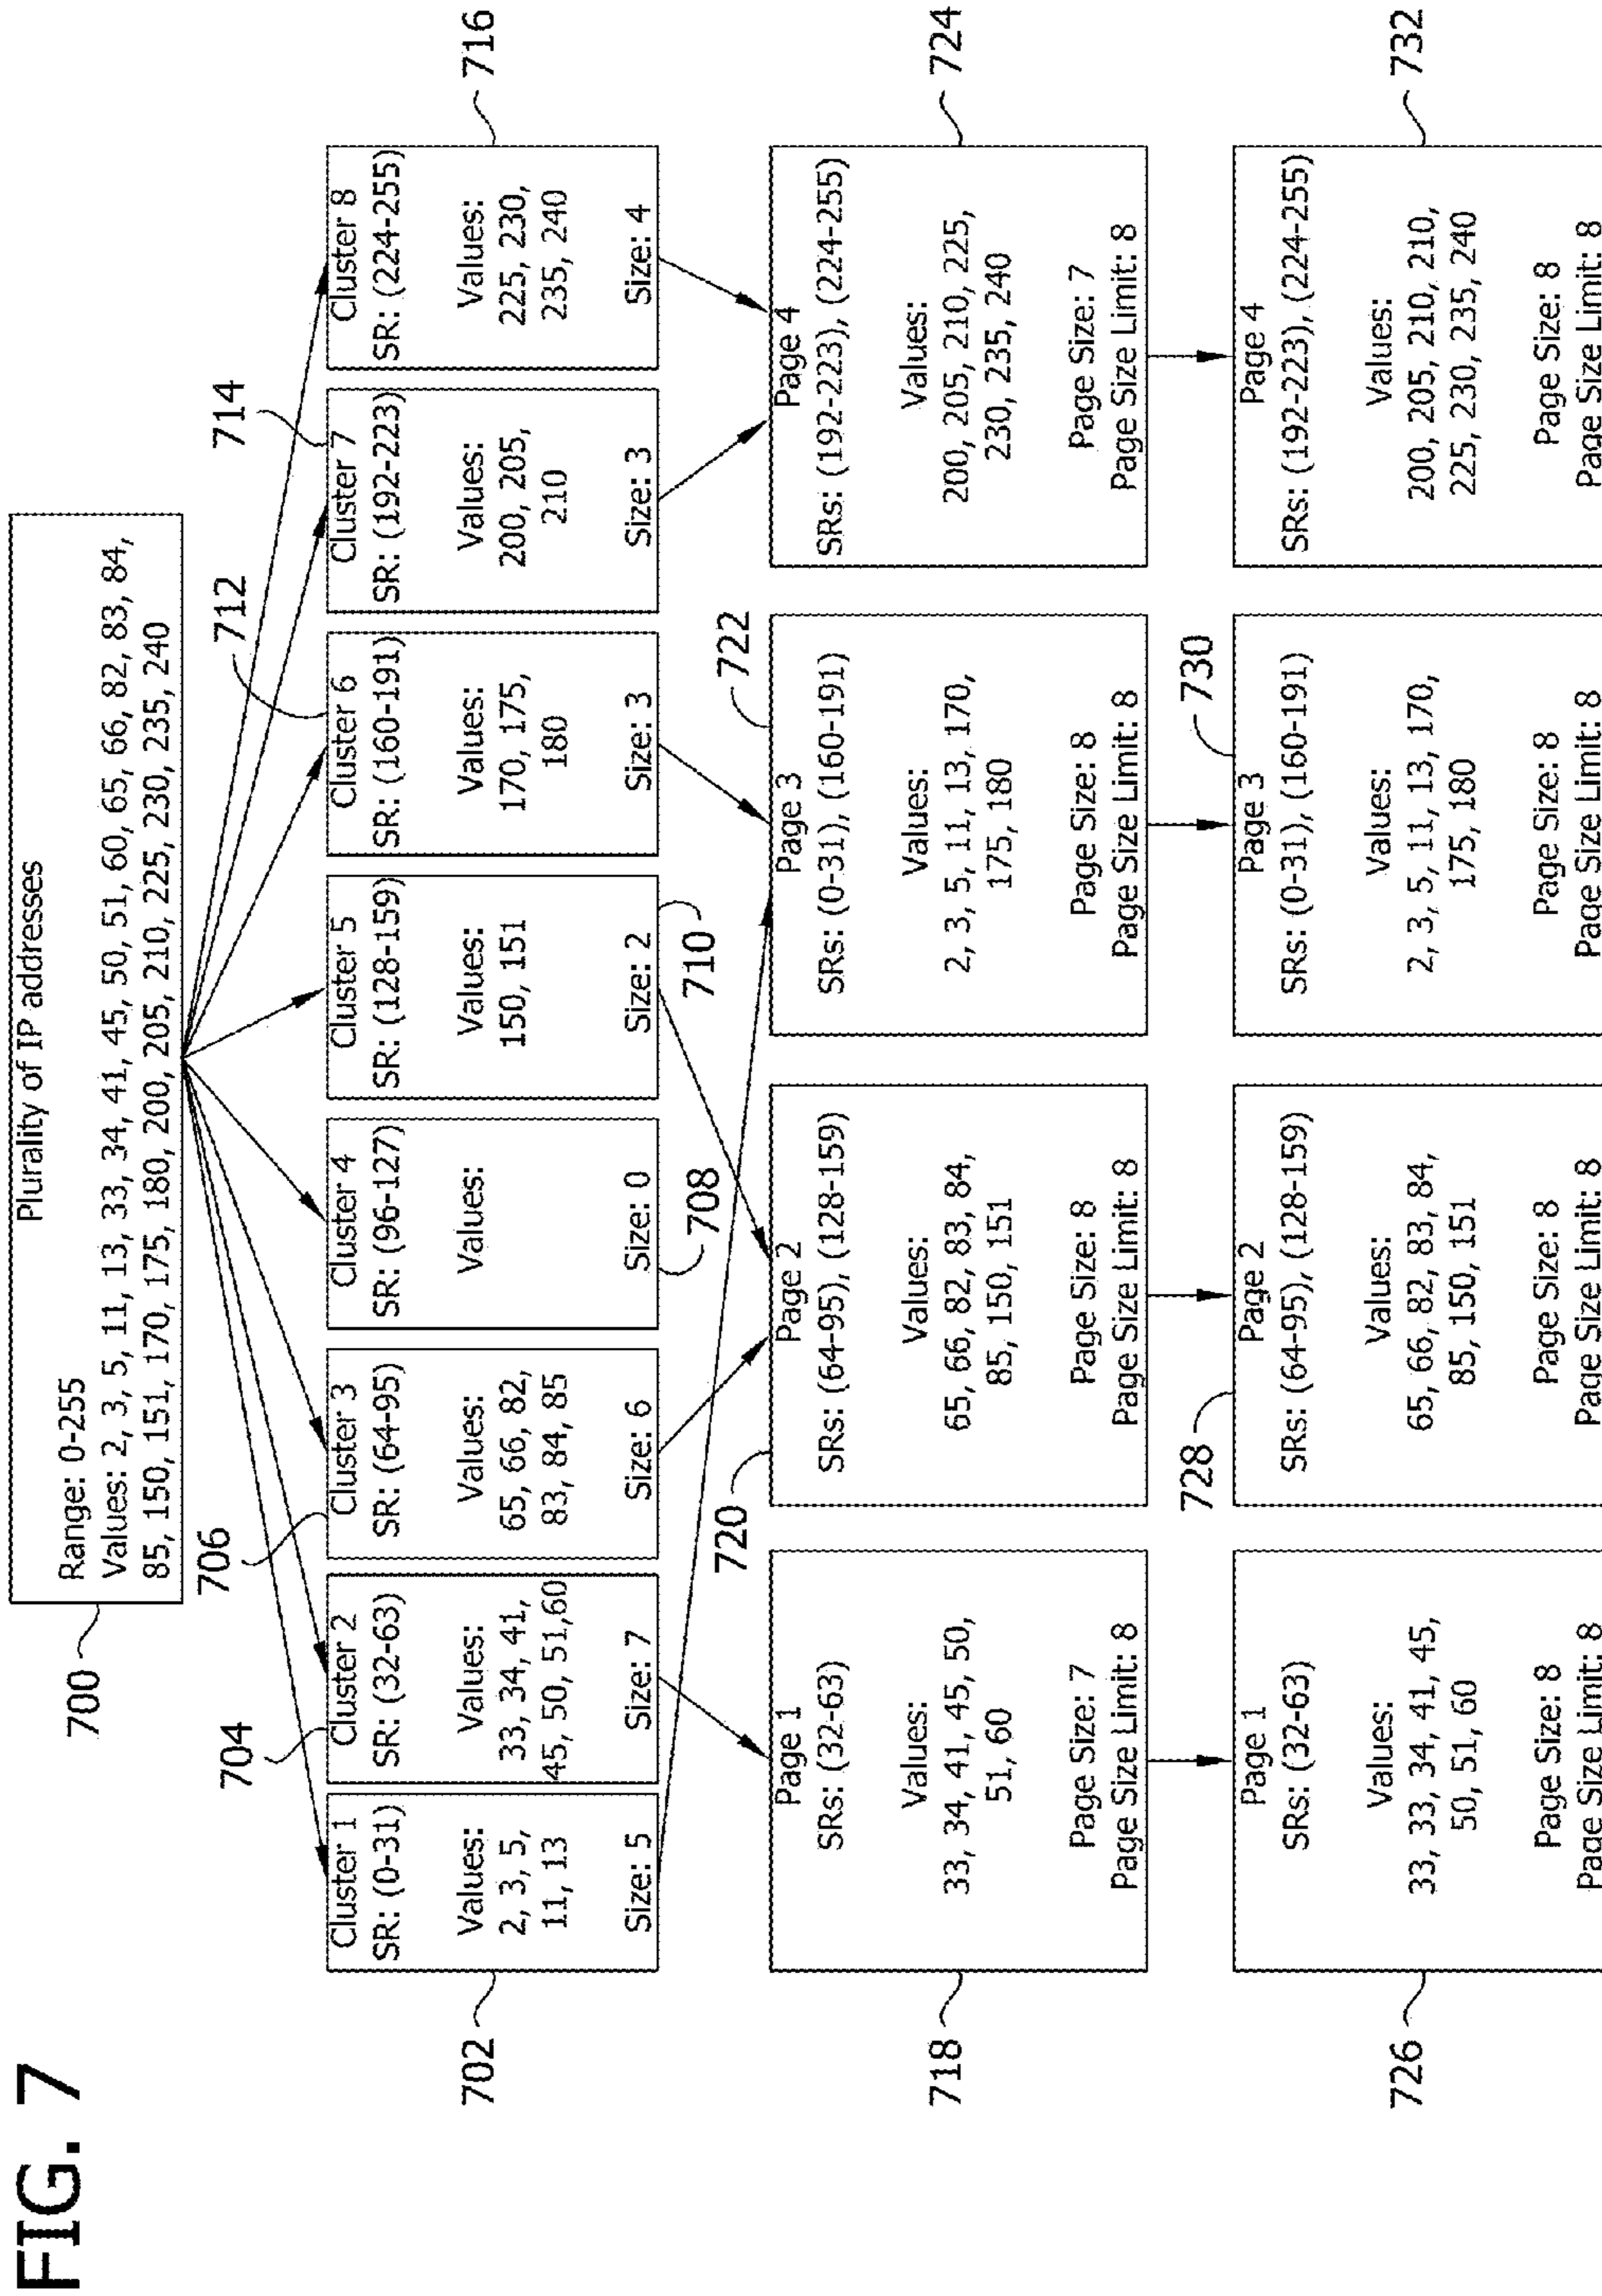 FIG. 7
Plurality of IP addresses
Range: 0-255
Values: 2, 3, 5, 11, 13, 33, 34, 41, 45, 50, 51, 60, 65, 66, 82, 83, 84,
85, 150, 151, 170, 175, 180, 200, 205, 210, 225, 230, 235, 240
700
702
Cluster 1
SR: (0-31)
Values:
2, 3, 5,
11, 13
Size: 5
704
Cluster 2
SR: (32-63)
Values:
33, 34, 41,
45, 50, 51,60
Size: 7
706
Cluster 3
SR: (64-95)
Values:
65, 66, 82,
83, 84, 85
Size: 6
Cluster 4
SR: (96-127)
Values:
Size: 0
708
Cluster 5
SR: (128-159)
Values:
150, 151
Size: 2
710
712
Cluster 6
SR: (160-191)
Values:
170, 175,
180
Size: 3
714
Cluster 7
SR: (192-223)
Values:
200, 205,
210
Size: 3
716
Cluster 8
SR: (224-255)
Values:
225, 230,
235, 240
Size: 4
718
Page 1
SRs: (32-63)
Values:
33, 34, 41, 45, 50,
51, 60
Page Size: 7
Page Size Limit: 8
720
Page 2
SRs: (64-95), (128-159)
Values:
65, 66, 82, 83, 84,
85, 150, 151
Page Size: 8
Page Size Limit: 8
722
Page 3
SRs: (0-31), (160-191)
Values:
2, 3, 5, 11, 13, 170,
175, 180
Page Size: 8
Page Size Limit: 8
724
Page 4
SRs: (192-223), (224-255)
Values:
200, 205, 210, 225,
230, 235, 240
Page Size: 7
Page Size Limit: 8
726
Page 1
SRs: (32-63)
Values:
33, 33, 34, 41, 45,
50, 51, 60
Page Size: 8
Page Size Limit: 8
728
Page 2
SRs: (64-95), (128-159)
Values:
65, 66, 82, 83, 84,
85, 150, 151
Page Size: 8
Page Size Limit: 8
730
Page 3
SRs: (0-31), (160-191)
Values:
2, 3, 5, 11, 13, 170,
175, 180
Page Size: 8
Page Size Limit: 8
732
Page 4
SRs: (192-223), (224-255)
Values:
200, 205, 210, 210,
225, 230, 235, 240
Page Size: 8
Page Size Limit: 8